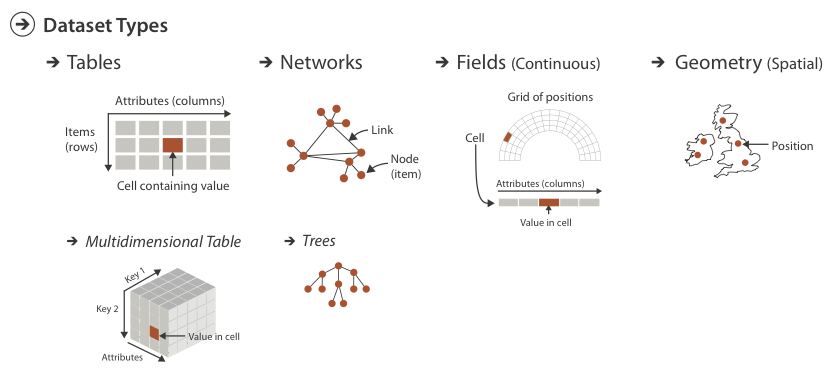 Dataset Types
Tables
Attributes (columns)
Items
(rows)
Cell containing value
Networks
Link
Node
(item)
Fields (Continuous)
Grid of positions
Cell
Attributes (columns)
Value in cell
Geometry (Spatial)
Position
Multidimensional Table
Key 1
Key 2
Value in cell
Attributes
Trees